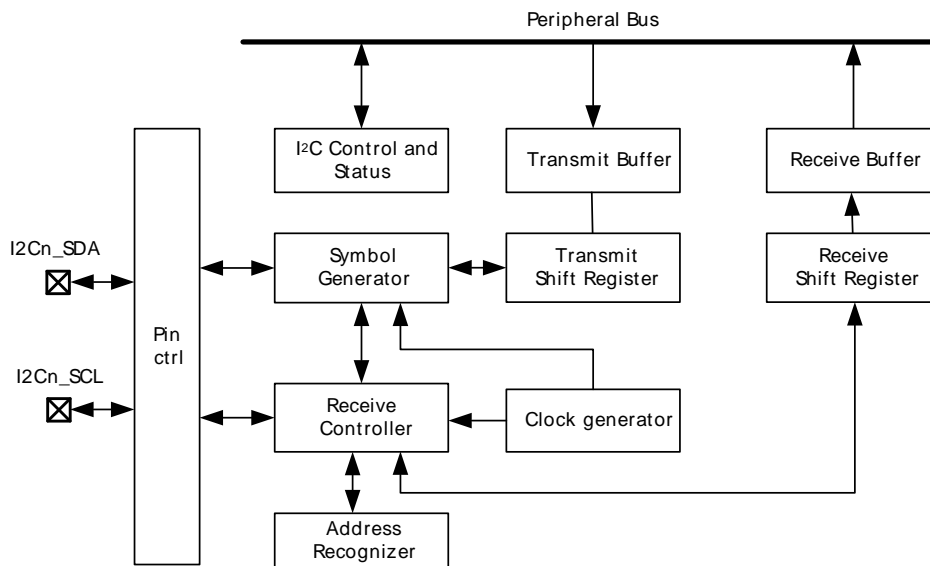 Peripheral Bus
I2C Control and
Status
Transmit Buffer
Receive Buffer
I2Cn_SDA
Symbol
Generator
Transmit
Shift Register
Receive
Shift Register
Pin
ctrl
I2Cn_SCL
Receive
Controller
Clock generator
Address
Recognizer